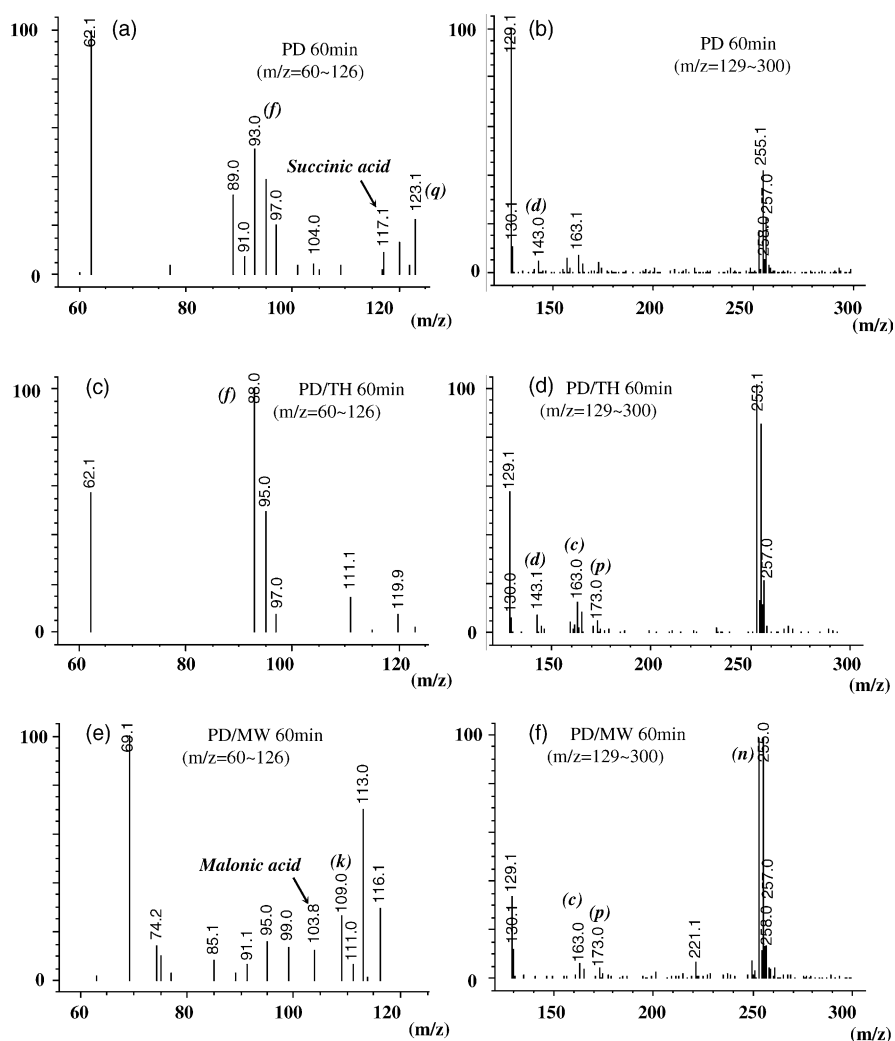 (a)
PD 60min
(m/z=60~126)
100
0
62.1
89.0
91.0
93.0
(f)
97.0
104.0
Succinic acid
117.1
123.1
(q)
60
80
100
120
(m/z)
(b)
PD 60min
(m/z=129~300)
100
0
129.1
130.1
(d)
143.0
163.1
255.1
258.0
257.0
150
200
250
300
(m/z)
(c)
PD/TH 60min
(m/z=60~126)
100
0
62.1
(f)
95.0
97.0
111.1
119.9
60
80
100
120
(m/z)
(d)
PD/TH 60min
(m/z=129~300)
100
0
129.1
130.0
(d)
143.1
(c)
163.0
(p)
173.0
253.1
257.0
150
200
250
300
(m/z)
(e)
PD/MW 60min
(m/z=60~126)
100
0
69.1
74.2
85.1
91.1
95.0
99.0
Malonic acid
103.8
(k)
109.0
111.0
113.0
116.1
60
80
100
120
(m/z)
(f)
PD/MW 60min
(m/z=129~300)
100
0
129.1
130.1
(c)
163.0
(p)
173.0
221.1
(n)
255.0
258.0
257.0
150
200
250
300
(m/z)